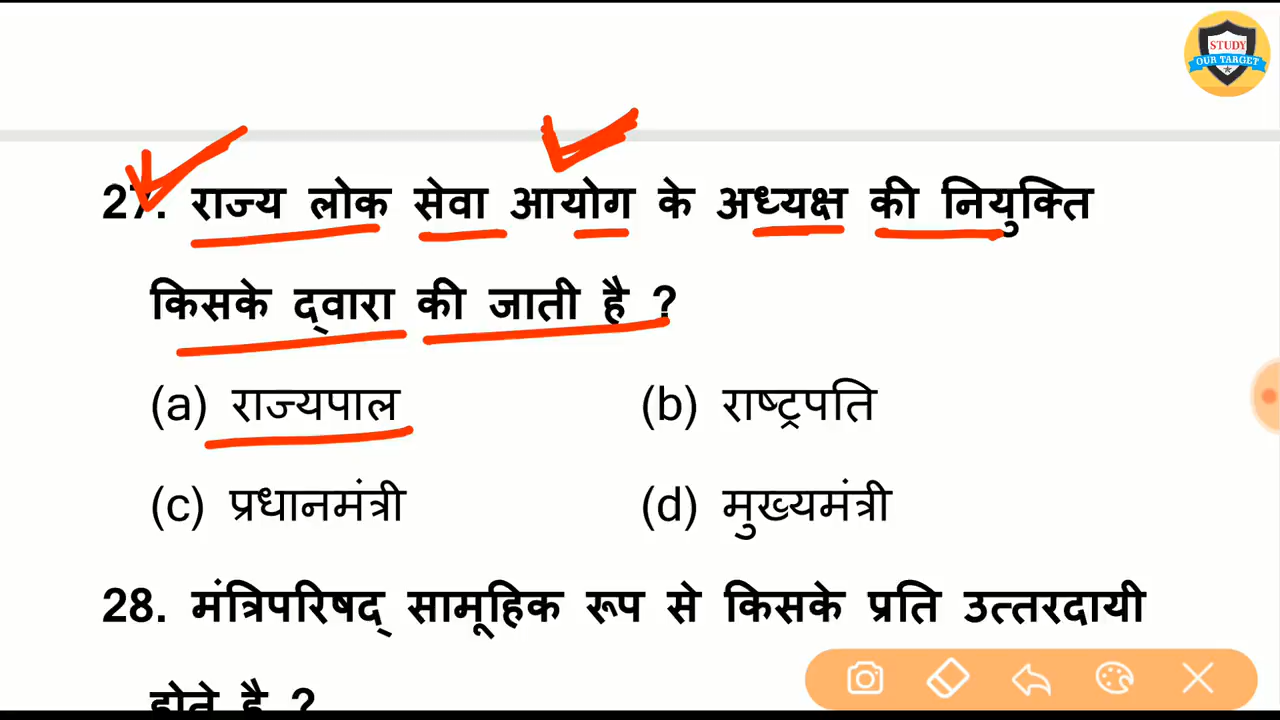 STUDY
OUR TARGET
27. राज्य लोक सेवा आयोग के अध्यक्ष की नियुक्ति
किसके द्वारा की जाती है ?
(a) राज्यपाल (b) राष्ट्रपति
(c) प्रधानमंत्री (d) मुख्यमंत्री
28. मंत्रिपरिषद् सामूहिक रूप से किसके प्रति उत्तरदायी
होते है ?